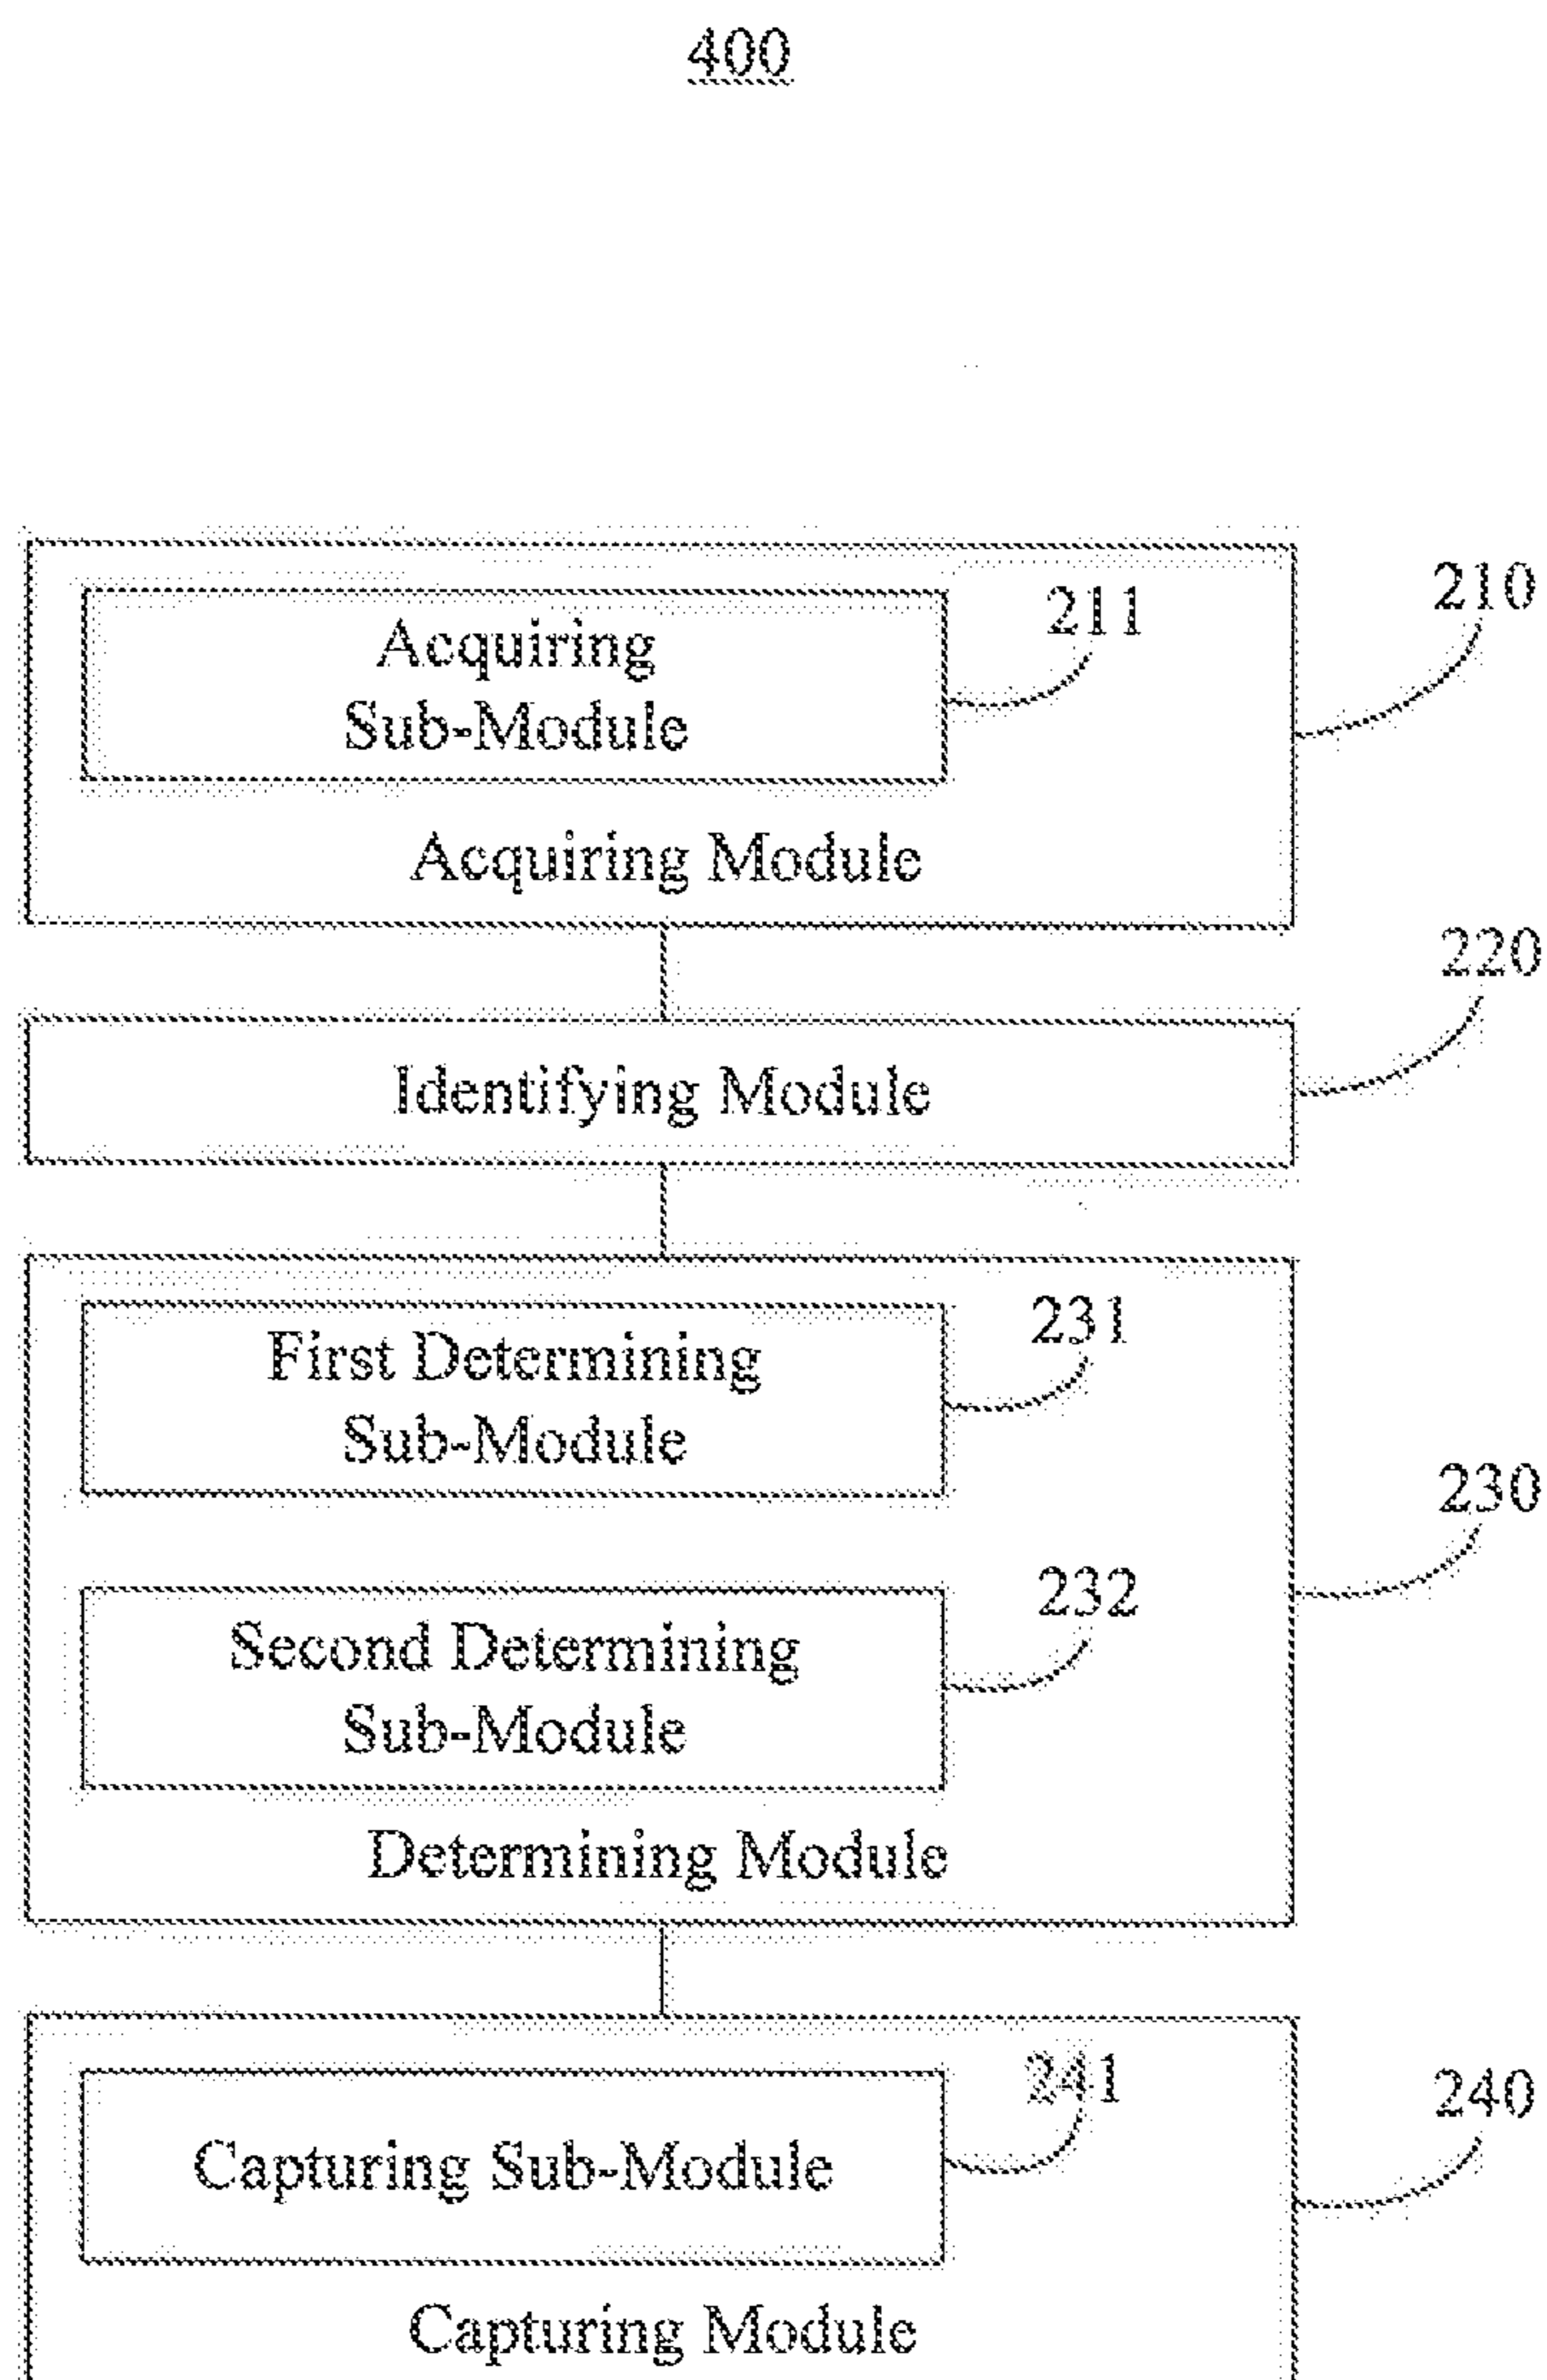 400
211
210
Acquiring
Sub-Module
Acquiring Module
220
Identifying Module
231
First Determining
Sub-Module
230
232
Second Determining
Sub-Module
Determining Module
241
240
Capturing Sub-Module
Capturing Module